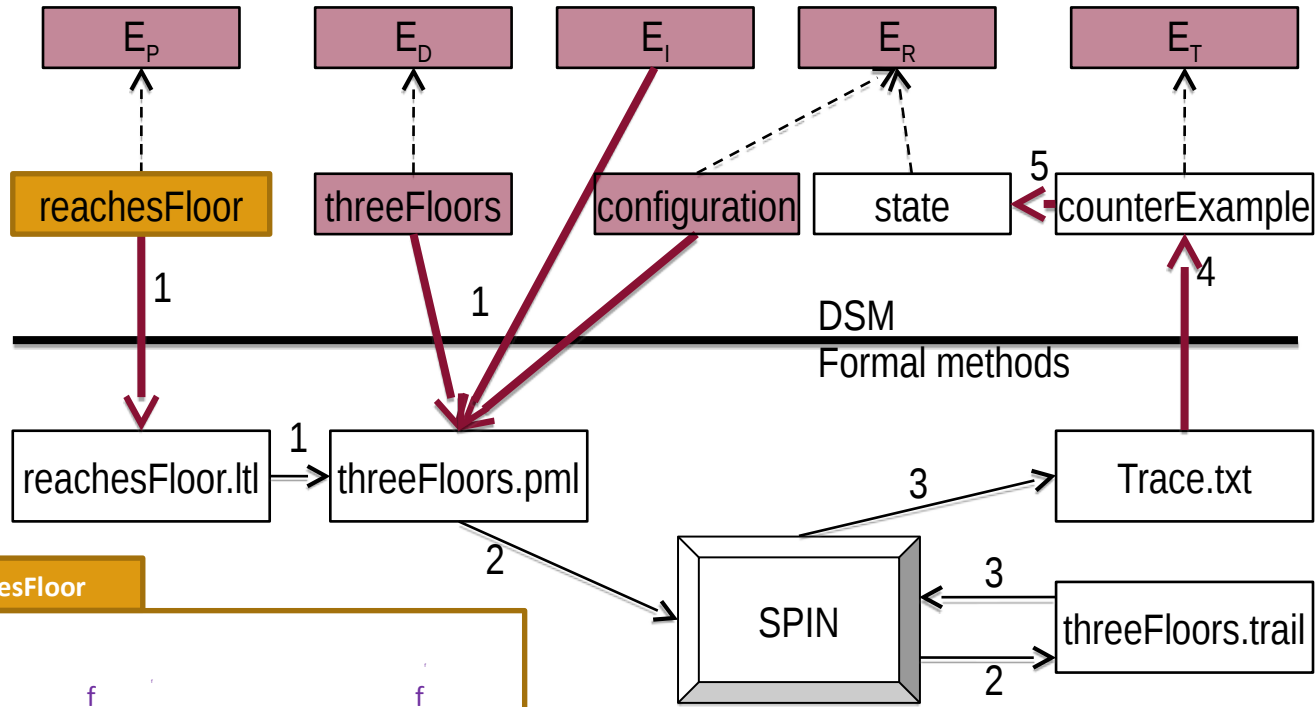 E_P E_D E_I E_R E_T
reachesFloor threeFloors configuration state 5 counterExample
1 1 4
DSM
Formal methods
reachesFloor.ltl 1 threeFloors.pml 3 Trace.txt
2
esFloor
SPIN 3 threeFloors.trail
2
f f